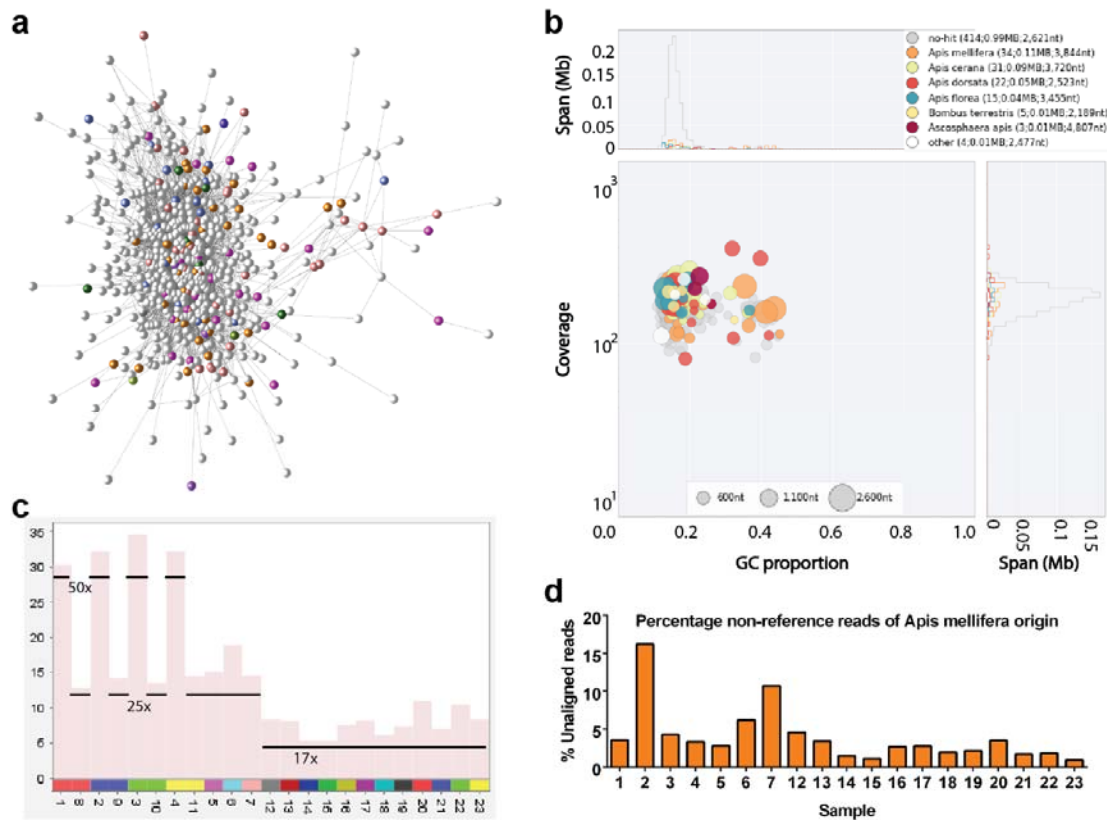 a
b
0.2
0.15
0.1
0.05
0
Span (Mb)
no-hit (414;0.99MB;2,621nt)
Apis mellifera (34;0.11MB;3,844nt)
Apis cerana (31;0.09MB;3,720nt)
Apis dorsata (22;0.05MB;2,523nt)
Apis florea (15;0.04MB;3,455nt)
Bombus terrestris (5;0.01MB;2,189nt)
Ascosphaera apis (3;0.01MB;4,807nt)
other (4;0.01MB;2,477nt)
10³
10²
10¹
Coverage
600nt 1,100nt 2,600nt
0.0 0.2 0.4 0.6 0.8 1.0
GC proportion
0 0.05 0.1 0.15
Span (Mb)
c
35
30
25
20
15
10
5
0
50x
25x
17x
1 8 2 9 3 10 4 11 5 6 7 12 13 14 15 16 17 18 19 20 21 22 23
d
Percentage non-reference reads of Apis mellifera origin
% Unaligned reads
20
15
10
5
0
1 2 3 4 5 6 7 12 13 14 15 16 17 18 19 20 21 22 23
Sample